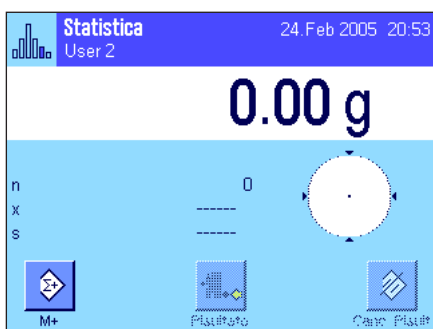 Statistica 24.Feb 2005 20:53
User 2
0.00 g
n 0
x ------
s ------
Σ+
M+ Risultato Canc Risult